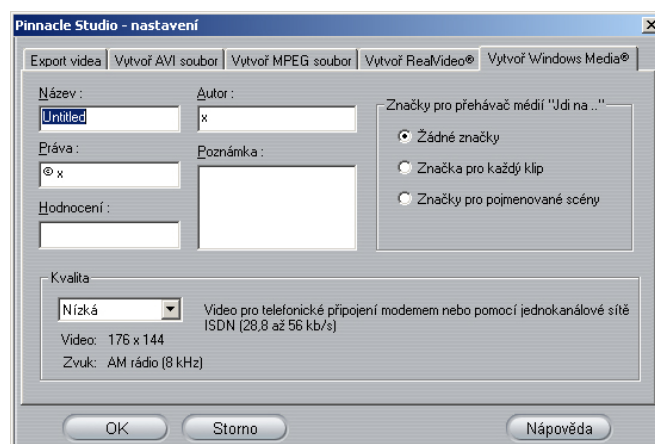 Pinnacle Studio - nastavení
Export videa
Vytvoř AVI soubor
Vytvoř MPEG soubor
Vytvoř RealVideo®
Vytvoř Windows Media®
Název :
Autor :
Untitled
x
Práva :
Poznámka :
© x
Hodnocení :
Značky pro přehávač médií "Jdi na .."
Žádné značky
Značka pro každý klip
Značky pro pojmenované scény
Kvalita
Nízká
Video pro telefonické připojení modemem nebo pomocí jednokanálové sítě
ISDN (28,8 až 56 kb/s)
Video: 176 x 144
Zvuk: AM rádio (8 kHz)
OK
Storno
Nápověda